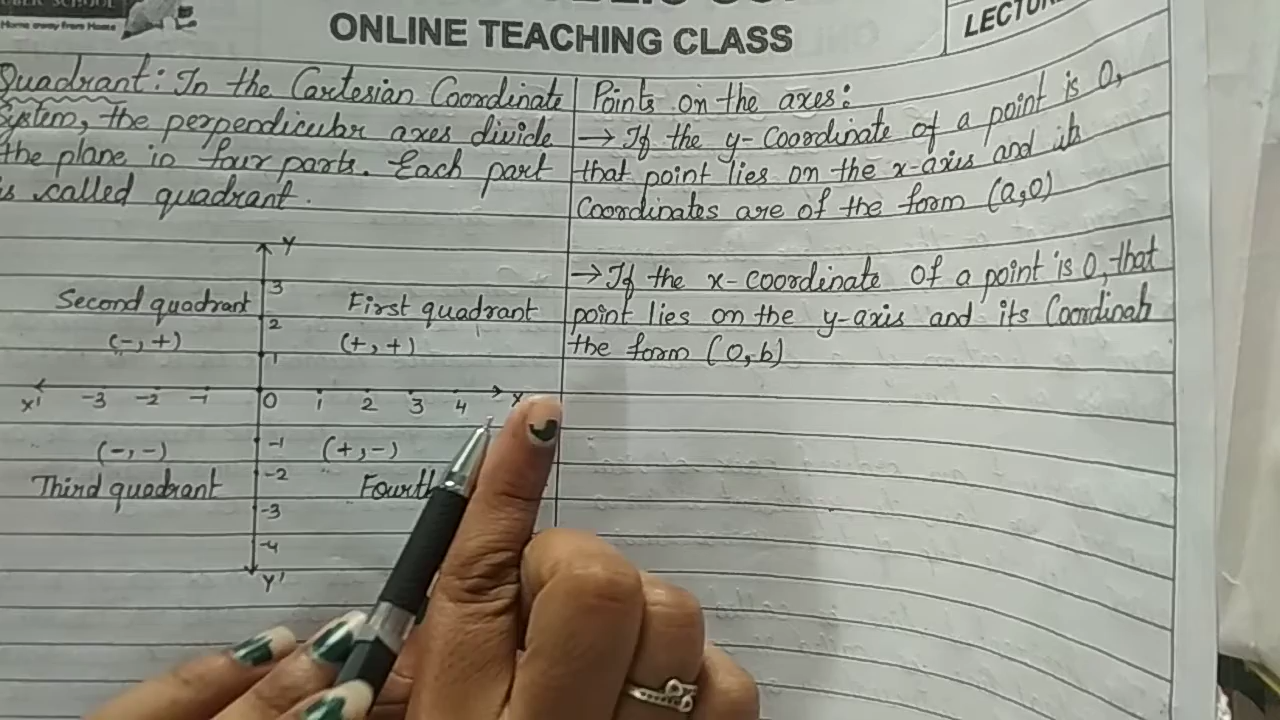 Home away from Home
ONLINE TEACHING CLASS
Quadrant: In the Cartesian Coordinate
System, the perpendicular axes divide
the plane in four parts. Each part
is called quadrant.
Y
3
Second quadrant
First quadrant
2
(-, +)
(+, +)
1
X' -3 -2 -1 0 1 2 3 4 X
-1
(-, -)
(+, -)
-2
Third quadrant
Fourth
-3
-4
Y'
Points on the axes:
→ If the y-Coordinate of a point is 0,
that point lies on the x-axis and its
Coordinates are of the form (a,0)
→ If the x-coordinate of a point is 0, that
point lies on the y-axis and its
the form (0, b)